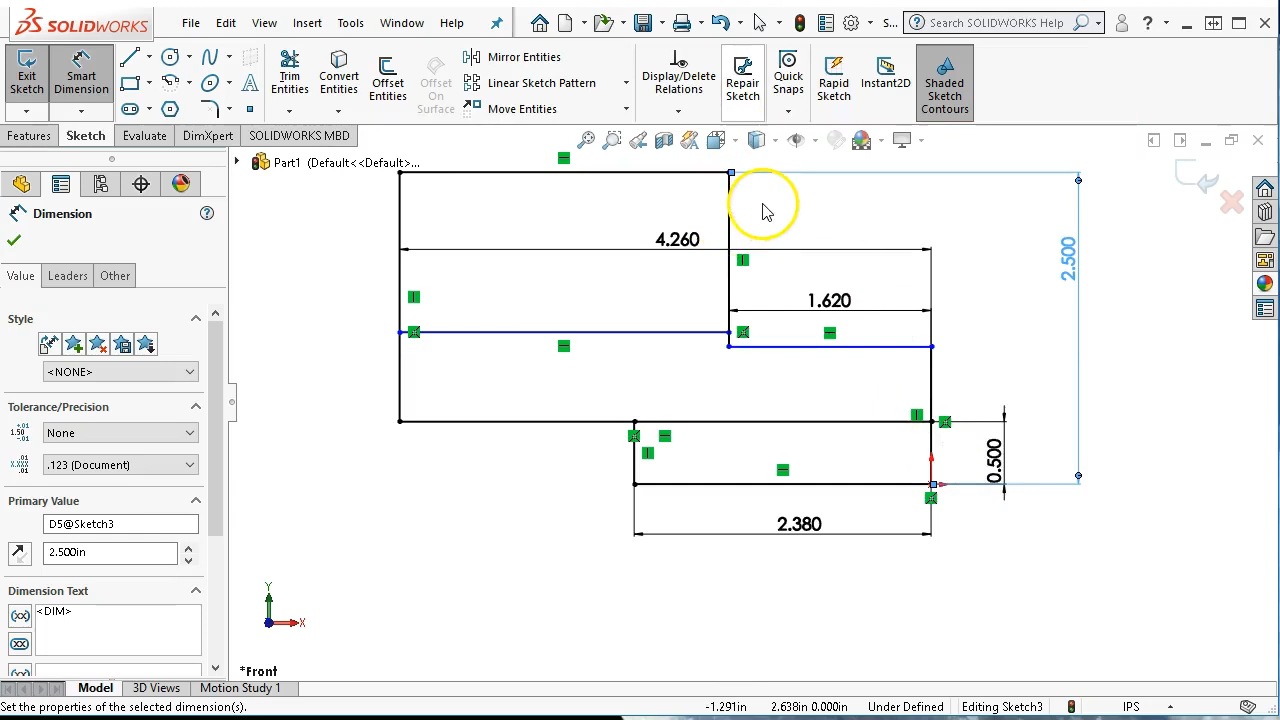 SOLIDWORKS
File
Edit
View
Insert
Tools
Window
Help
S...
Search SOLIDWORKS Help
Exit Sketch
Smart Dimension
Trim Entities
Convert Entities
Offset Entities
Offset On Surface
Mirror Entities
Linear Sketch Pattern
Move Entities
Display/Delete Relations
Repair Sketch
Quick Snaps
Rapid Sketch
Instant2D
Shaded Sketch Contours
Features
Sketch
Evaluate
DimXpert
SOLIDWORKS MBD
Part1 (Default<<Default>...
Dimension
Value
Leaders
Other
Style
<NONE>
Tolerance/Precision
None
.123 (Document)
Primary Value
D5@Sketch3
2.500in
Dimension Text
<DIM>
4.260
1.620
2.500
0.500
2.380
Y
X
*Front
Model
3D Views
Motion Study 1
Set the properties of the selected dimension(s).
-1.291in
2.638in 0.000in
Under Defined
Editing Sketch3
IPS